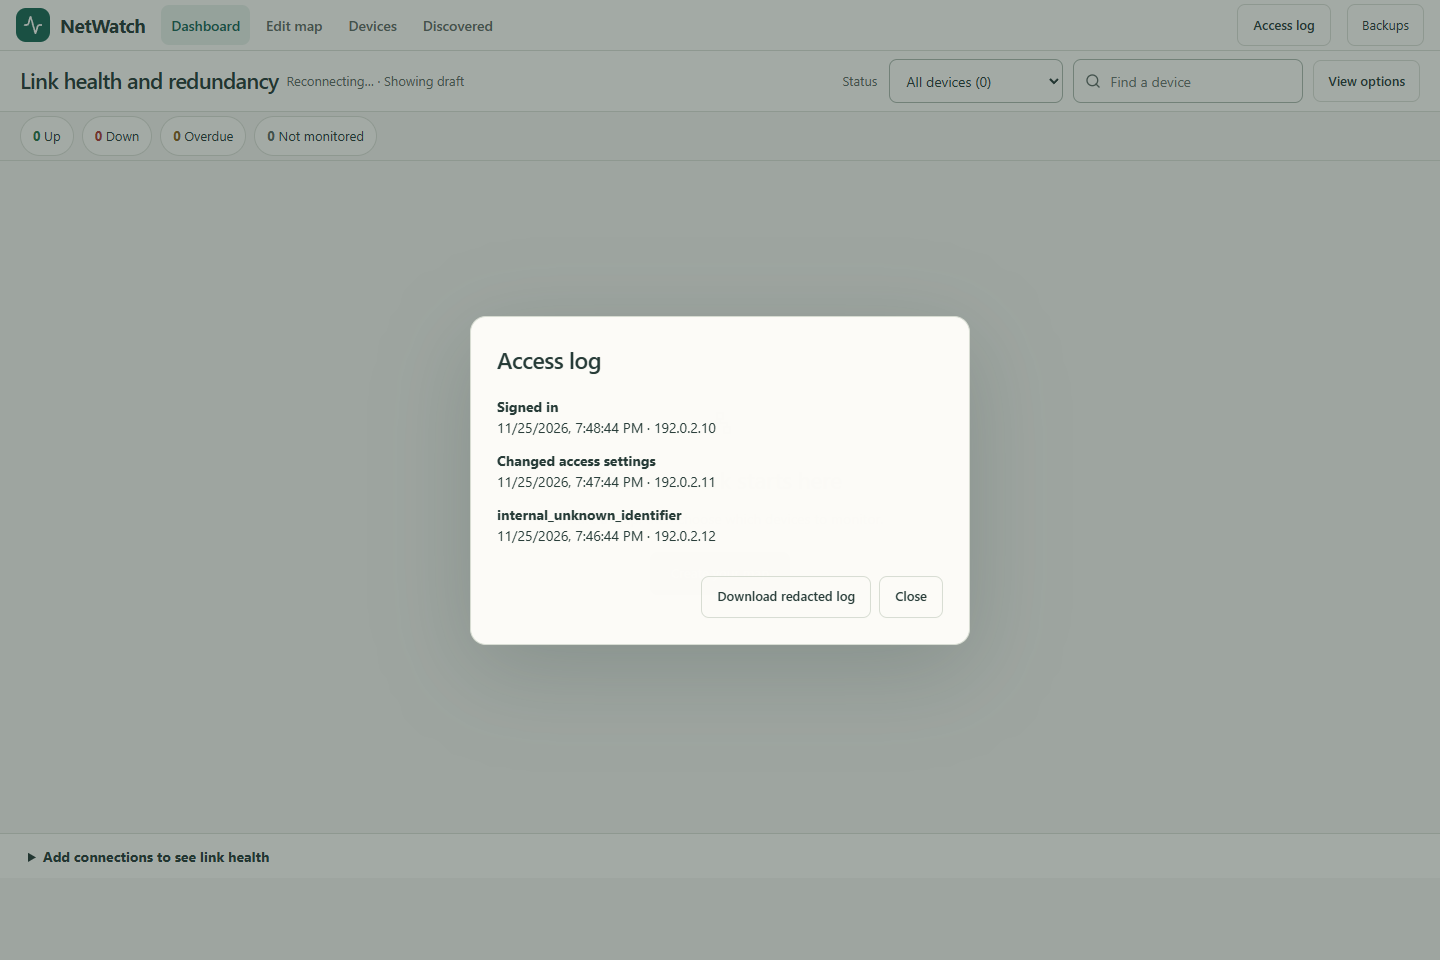 NetWatch
Dashboard
Edit map
Devices
Discovered
Access log
Backups
Link health and redundancy
Reconnecting... · Showing draft
Status
All devices (0)
Find a device
View options
0 Up
0 Down
0 Overdue
0 Not monitored
Access log
Signed in
11/25/2026, 7:48:44 PM · 192.0.2.10
Changed access settings
11/25/2026, 7:47:44 PM · 192.0.2.11
internal_unknown_identifier
11/25/2026, 7:46:44 PM · 192.0.2.12
Download redacted log
Close
Add connections to see link health